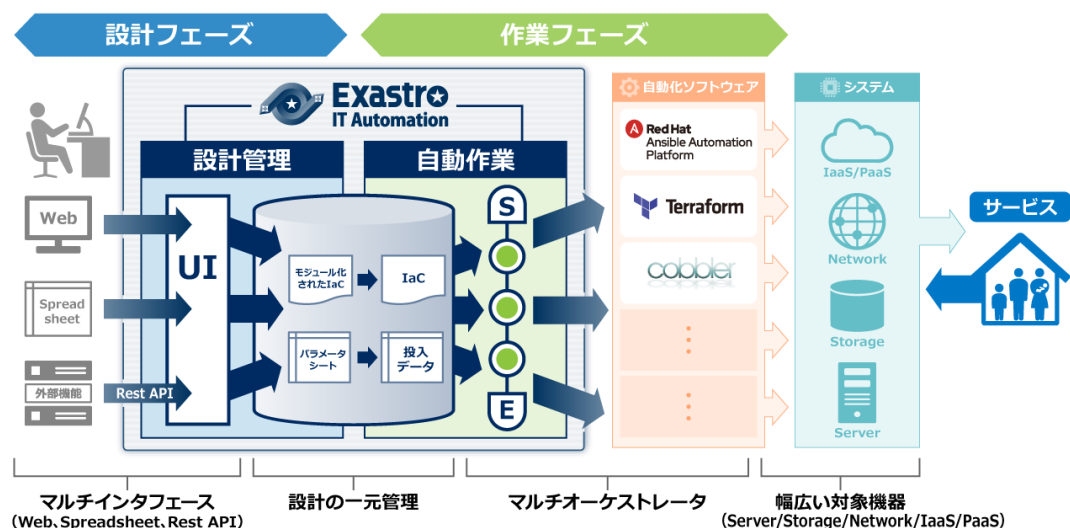 設計フェーズ
作業フェーズ
Exastro
IT Automation
設計管理
自動作業
自動化ソフトウェア
システム
Web
Spread
sheet
外部機能
Rest API
UI
モジュール化
されたIaC
IaC
パラメータ
シート
投入
データ
S
E
A
Red Hat
Ansible Automation
Platform
Terraform
cobbler
IaaS/PaaS
Network
Storage
Server
サービス
マルチインタフェース
(Web、Spreadsheet、Rest API)
設計の一元管理
マルチオーケストレータ
幅広い対象機器
(Server/Storage/Network/IaaS/PaaS)